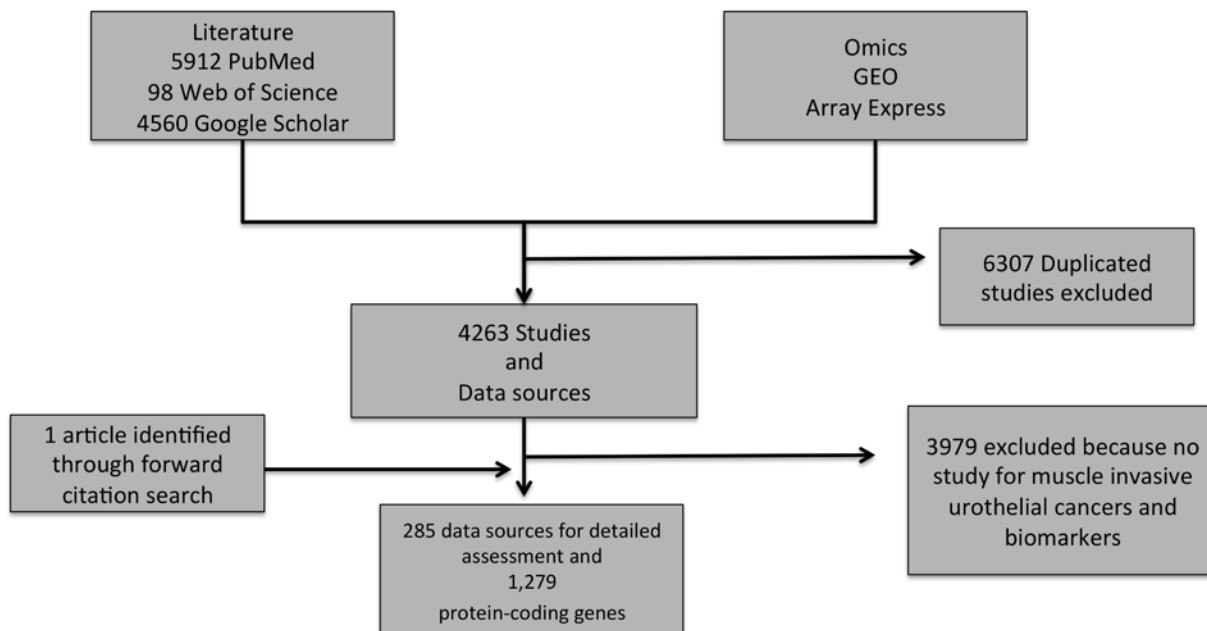 Literature
5912 PubMed
98 Web of Science
4560 Google Scholar
Omics
GEO
Array Express
6307 Duplicated
studies excluded
4263 Studies
and
Data sources
1 article identified
through forward
citation search
3979 excluded because no
study for muscle invasive
urothelial cancers and
biomarkers
285 data sources for detailed
assessment and
1,279
protein-coding genes